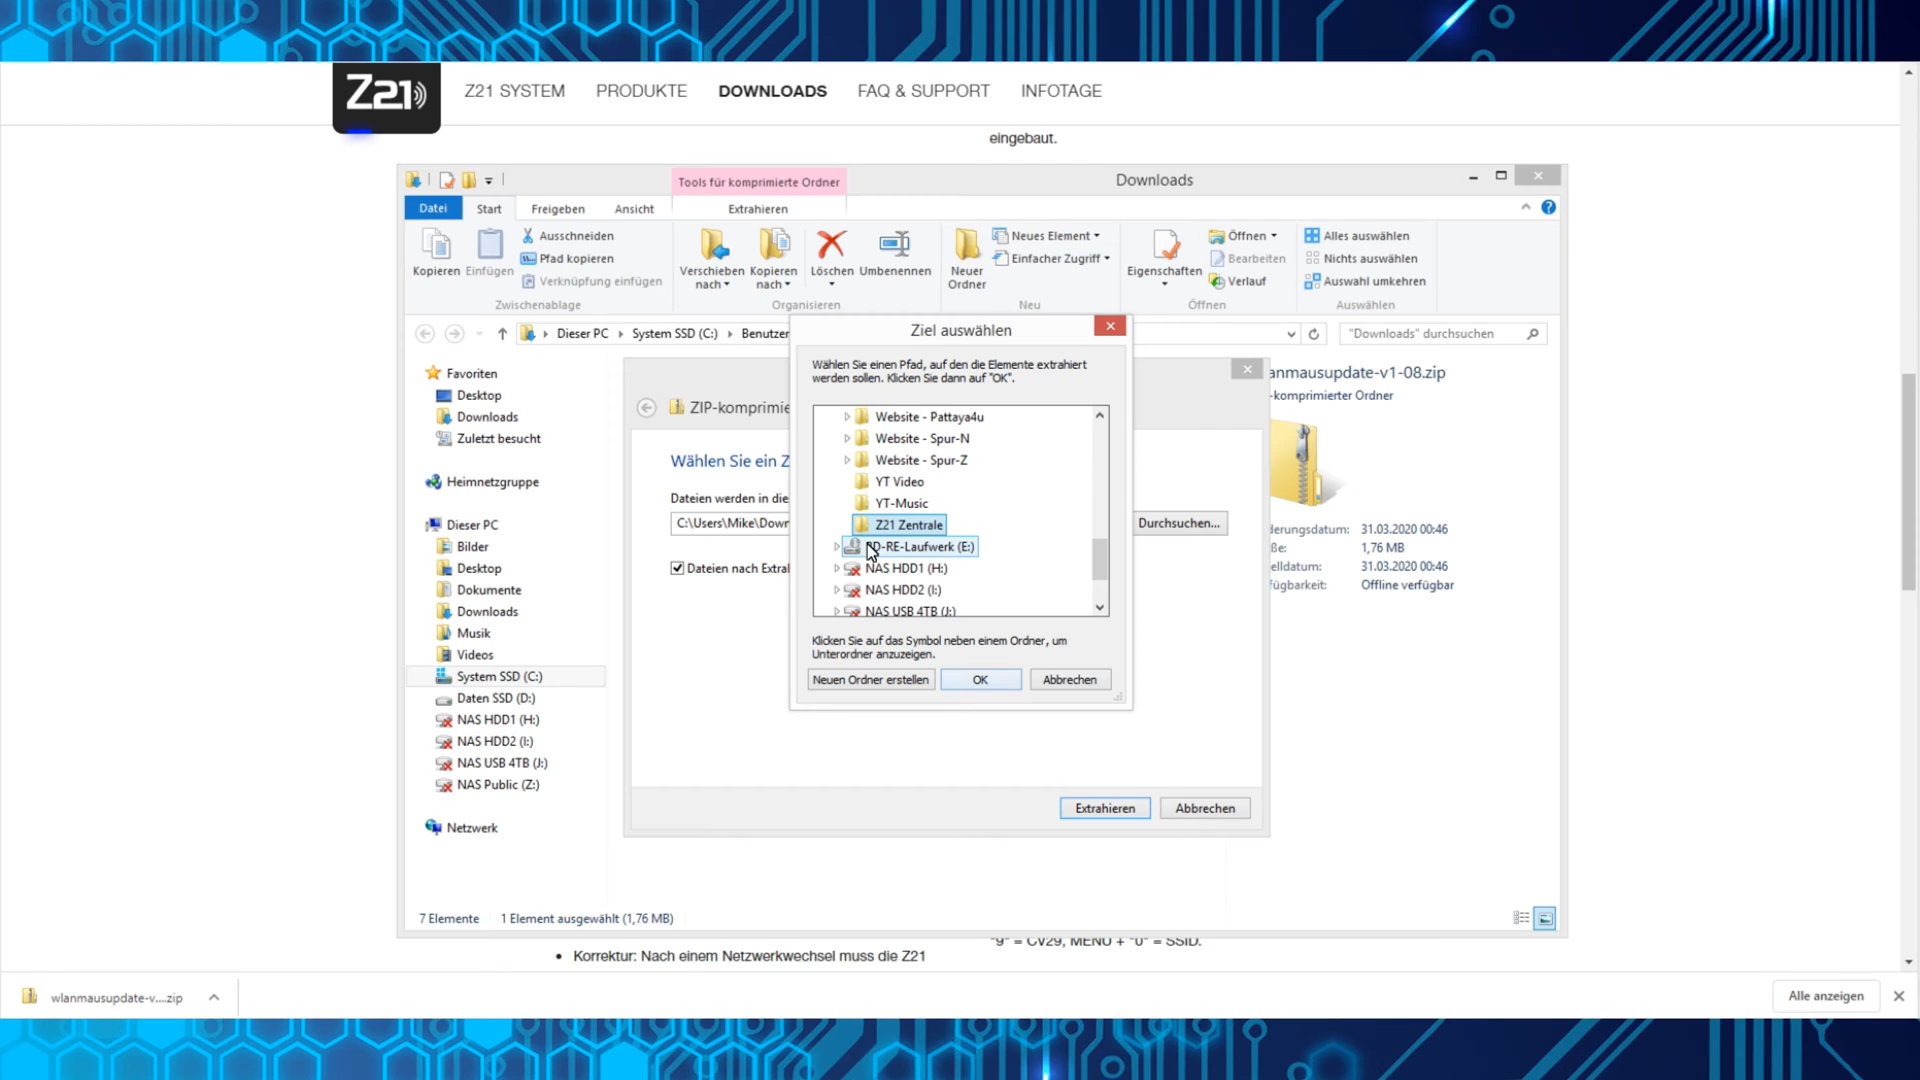 Z21
Z21 SYSTEM PRODUKTE DOWNLOADS FAQ & SUPPORT INFOTAGE
eingebaut.
Tools für komprimierte Ordner
Downloads
Datei Start Freigeben Ansicht Extrahieren
Kopieren
Einfügen
Ausschneiden
Pfad kopieren
Verknüpfung einfügen
Zwischenablage
Verschieben nach
Kopieren nach
Löschen
Umbenennen
Organisieren
Neuer Ordner
Neues Element
Einfacher Zugriff
Neu
Eigenschaften
Öffnen
Bearbeiten
Verlauf
Öffnen
Alles auswählen
Nichts auswählen
Auswahl umkehren
Auswählen
Dieser PC System SSD (C:) Benutzer
"Downloads" durchsuchen
Favoriten
Desktop
Downloads
Zuletzt besucht
Heimnetzgruppe
Dieser PC
Bilder
Desktop
Dokumente
Downloads
Musik
Videos
System SSD (C:)
Daten SSD (D:)
NAS HDD1 (H:)
NAS HDD2 (I:)
NAS USB 4TB (J:)
NAS Public (Z:)
Netzwerk
ZIP-komprimie
Wählen Sie ein Z
Dateien werden in die
C:\Users\Mike\Down
Durchsuchen...
Dateien nach Extral
Extrahieren Abbrechen
Ziel auswählen
Wählen Sie einen Pfad, auf den die Elemente extrahiert
werden sollen. Klicken Sie dann auf "OK".
Website - Pattaya4u
Website - Spur-N
Website - Spur-Z
YT Video
YT-Music
Z21 Zentrale
D-RE-Laufwerk (E:)
NAS HDD1 (H:)
NAS HDD2 (I:)
NAS USB 4TB (J:)
Klicken Sie auf das Symbol neben einem Ordner, um
Unterordner anzuzeigen.
Neuen Ordner erstellen OK Abbrechen
anmausupdate-v1-08.zip
-komprimierter Ordner
derungsdatum: 31.03.2020 00:46
ße: 1,76 MB
elldatum: 31.03.2020 00:46
fügbarkeit: Offline verfügbar
7 Elemente 1 Element ausgewählt (1,76 MB)
"9" = CV29, MENU + "0" = SSID.
• Korrektur: Nach einem Netzwerkwechsel muss die Z21
wlanmausupdate-v....zip
Alle anzeigen